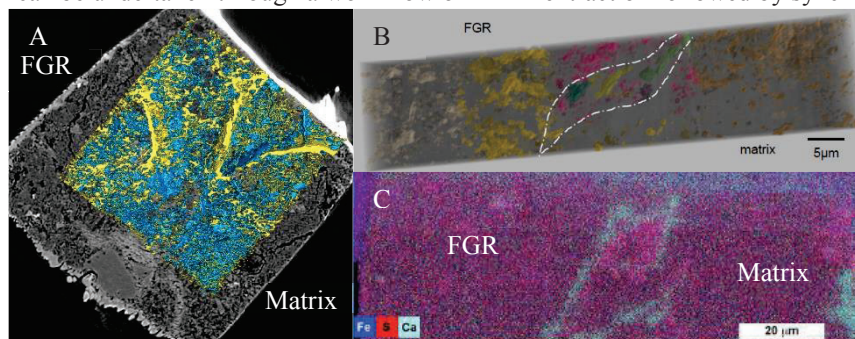 A
FGR
Matrix
B
FGR
matrix
5µm
C
FGR
Matrix
Fe S Ca
20 µm